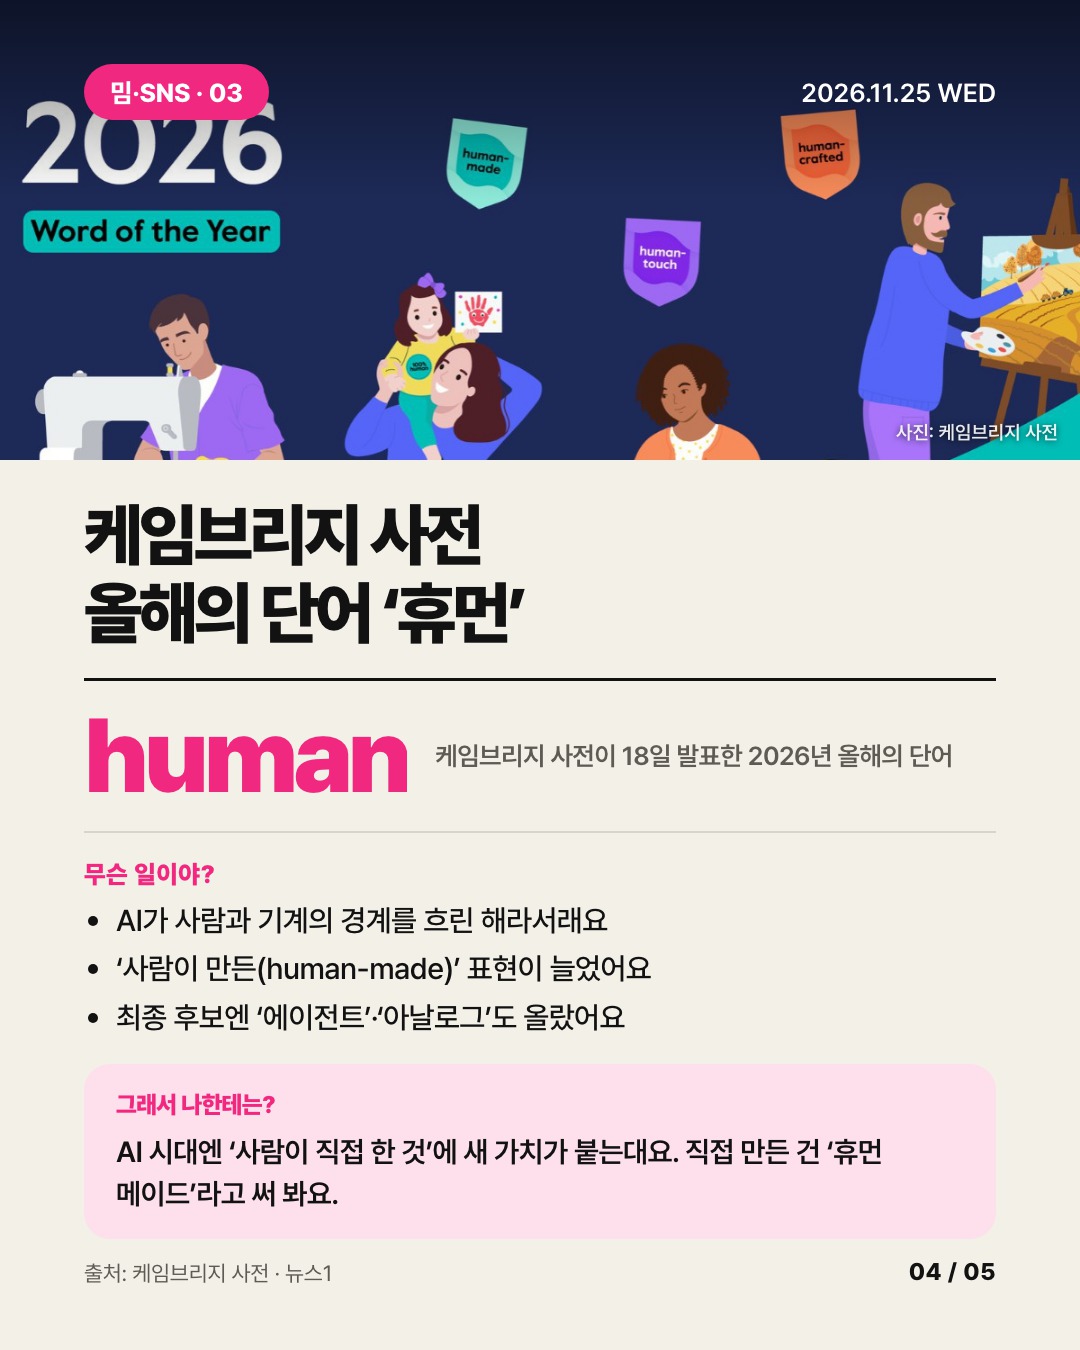 밈·SNS · 03
2026.11.25 WED
2026
Word of the Year
human-
made
human-
crafted
human-
touch
100%
human
사진: 케임브리지 사전
케임브리지 사전
올해의 단어 ‘휴먼’
human
케임브리지 사전이 18일 발표한 2026년 올해의 단어
무슨 일이야?
• AI가 사람과 기계의 경계를 흐린 해라서래요
• ‘사람이 만든(human-made)’ 표현이 늘었어요
• 최종 후보엔 ‘에이전트’·‘아날로그’도 올랐어요
그래서 나한테는?
AI 시대엔 ‘사람이 직접 한 것’에 새 가치가 붙는대요. 직접 만든 건 ‘휴먼
메이드’라고 써 봐요.
출처: 케임브리지 사전 · 뉴스1
04 / 05